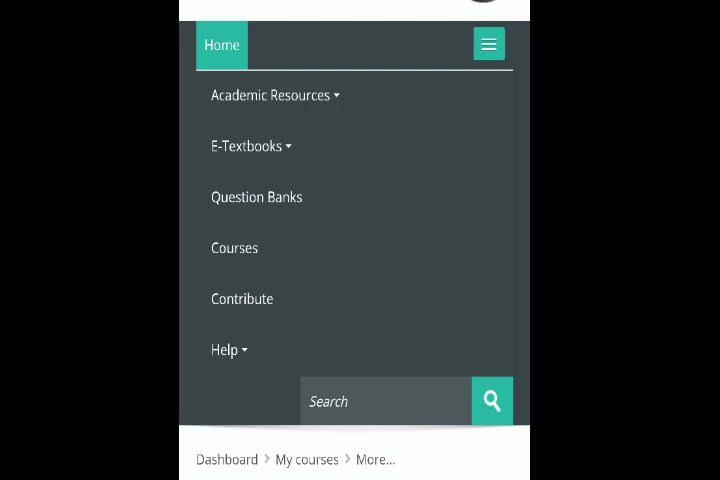 Home
Academic Resources
E-Textbooks
Question Banks
Courses
Contribute
Help
Search
Dashboard > My courses > More...